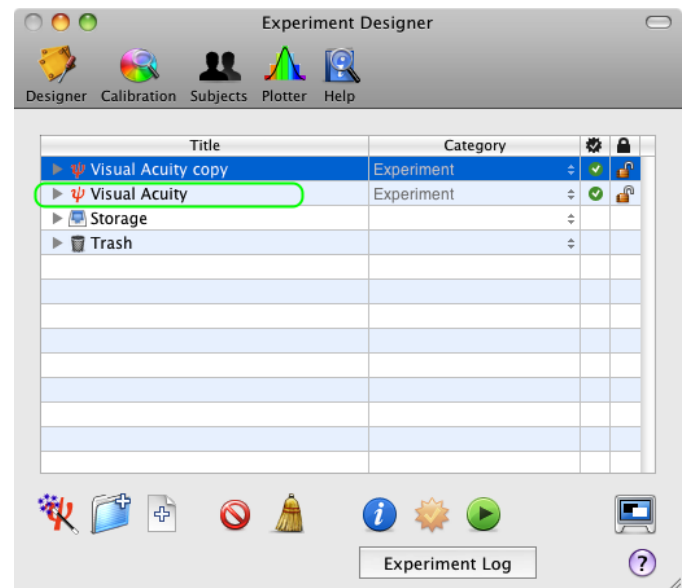 Experiment Designer
Designer Calibration Subjects Plotter Help
Title Category
ψ Visual Acuity copy Experiment
ψ Visual Acuity Experiment
Storage
Trash
Experiment Log
?